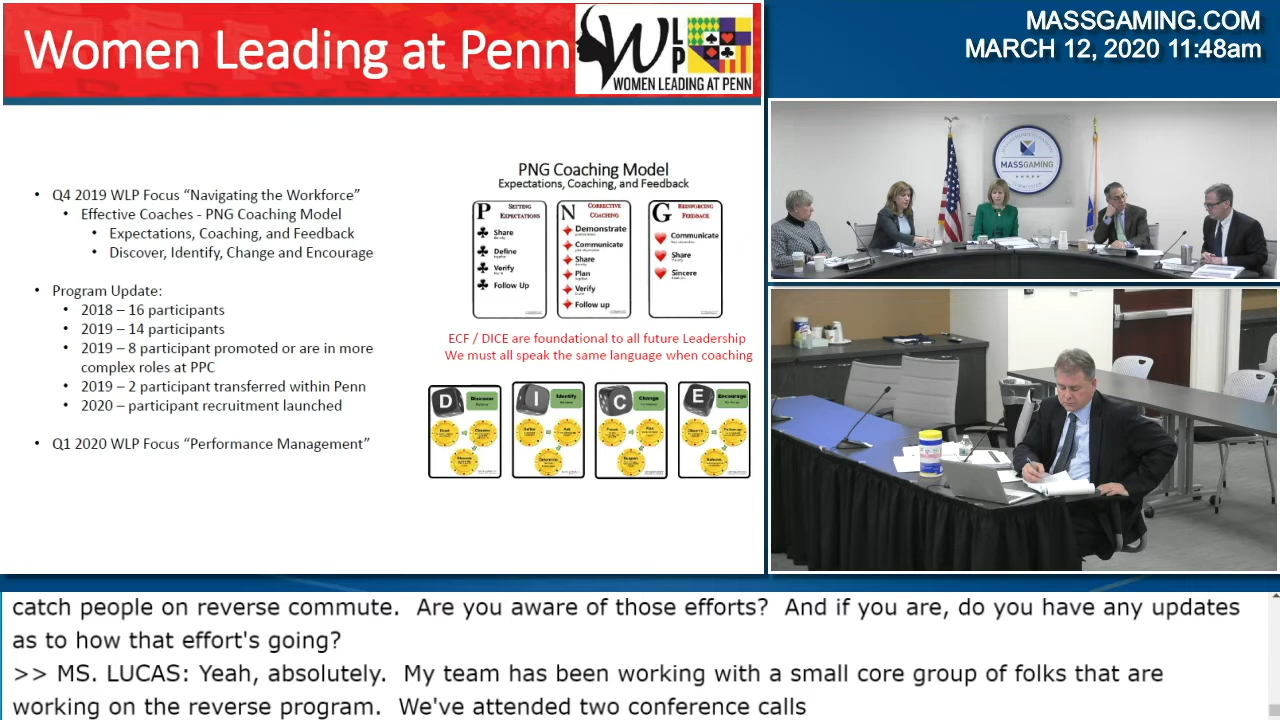 Women Leading at Penn
W L P
WOMEN LEADING AT PENN
MASSGAMING.COM
MARCH 12, 2020 11:48am
• Q4 2019 WLP Focus “Navigating the Workforce”
• Effective Coaches - PNG Coaching Model
• Expectations, Coaching, and Feedback
• Discover, Identify, Change and Encourage
• Program Update:
• 2018 – 16 participants
• 2019 – 14 participants
• 2019 – 8 participant promoted or are in more
complex roles at PPC
• 2019 – 2 participant transferred within Penn
• 2020 – participant recruitment launched
• Q1 2020 WLP Focus “Performance Management”
PNG Coaching Model
Expectations, Coaching, and Feedback
P SETTING EXPECTATIONS
Share
Define
Verify
Follow Up
N CORRECTIVE COACHING
Demonstrate
Communicate
Share
Plan
Verify
Follow up
G REINFORCING FEEDBACK
Communicate
Share
Sincere
ECF / DICE are foundational to all future Leadership
We must all speak the same language when coaching
D Discover
I Identify
C Change
E Encourage
MASSGAMING
catch people on reverse commute.  Are you aware of those efforts?  And if you are, do you have any updates
as to how that effort's going?
>> MS. LUCAS: Yeah, absolutely.  My team has been working with a small core group of folks that are
working on the reverse program.  We've attended two conference calls